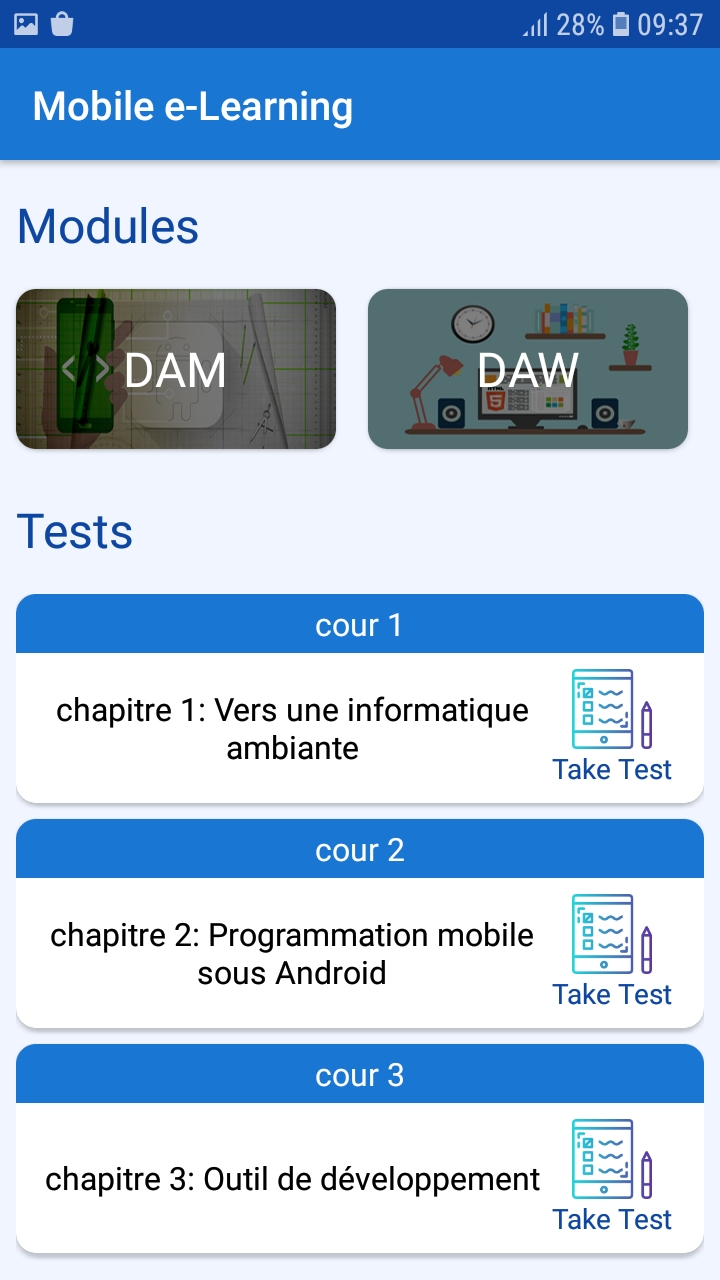 28% 09:37
Mobile e-Learning
Modules
DAM
DAW
HTML
5
Tests
cour 1
chapitre 1: Vers une informatique
ambiante
Take Test
cour 2
chapitre 2: Programmation mobile
sous Android
Take Test
cour 3
chapitre 3: Outil de développement
Take Test